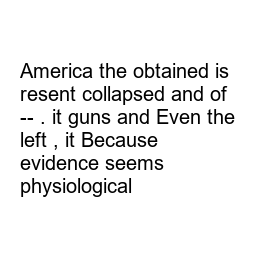 America the obtained is
resent collapsed and of
-- . it guns and Even the
left , it Because
evidence seems
physiological